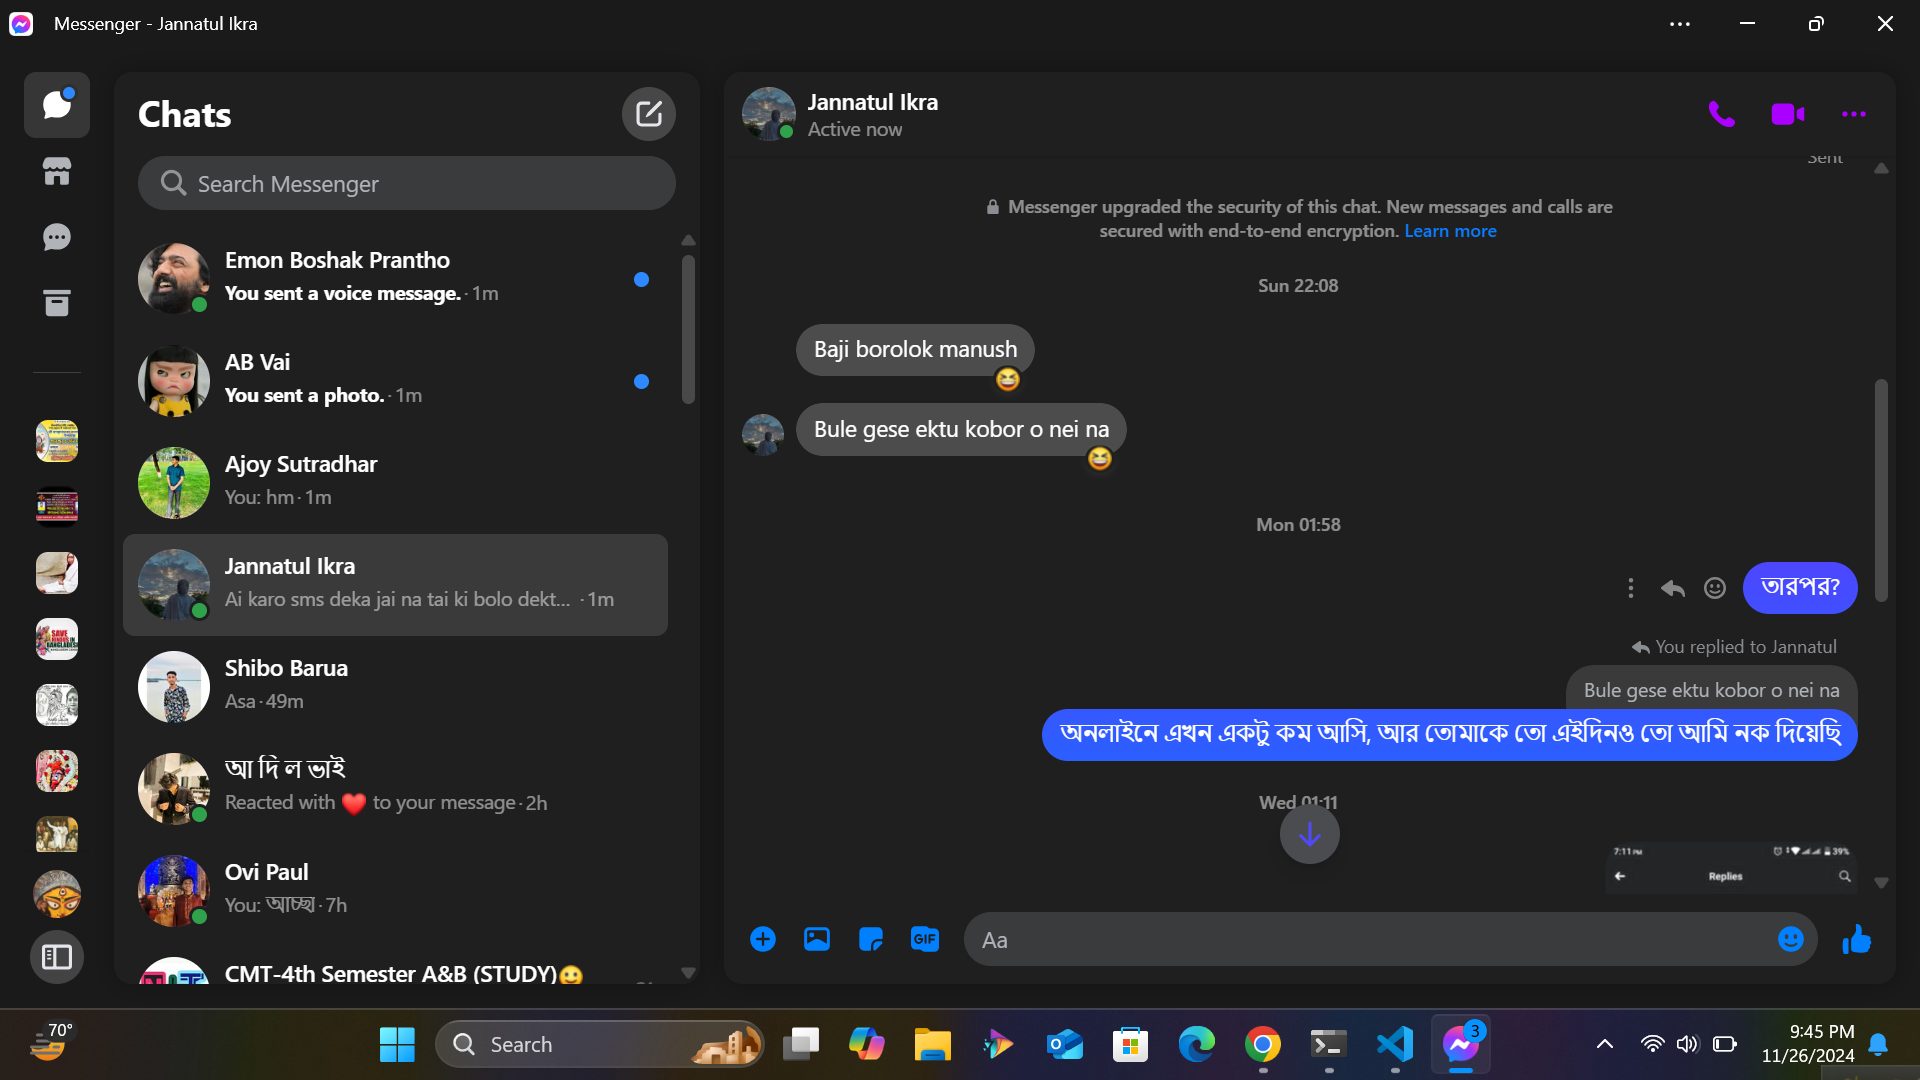 Messenger - Jannatul Ikra
Chats
Search Messenger
Emon Boshak Prantho
You sent a voice message. · 1m
AB Vai
You sent a photo. · 1m
Ajoy Sutradhar
You: hm · 1m
Jannatul Ikra
Ai karo sms deka jai na tai ki bolo dekt... · 1m
Shibo Barua
Asa · 49m
আ দি ল ভাই
Reacted with ❤️ to your message · 2h
Ovi Paul
You: আচ্ছা · 7h
CMT-4th Semester A&B (STUDY)
Jannatul Ikra
Active now
Sent
Messenger upgraded the security of this chat. New messages and calls are
secured with end-to-end encryption. Learn more
Sun 22:08
Baji borolok manush
Bule gese ektu kobor o nei na
Mon 01:58
তারপর?
You replied to Jannatul
Bule gese ektu kobor o nei na
অনলাইনে এখন একটু কম আসি, আর তোমাকে তো এইদিনও তো আমি নক দিয়েছি
Wed 01:11
7:11 PM
39%
Replies
GIF
Aa
SAVE
HINDUS IN
BANGLADESH
70°
Search
3
9:45 PM
11/26/2024